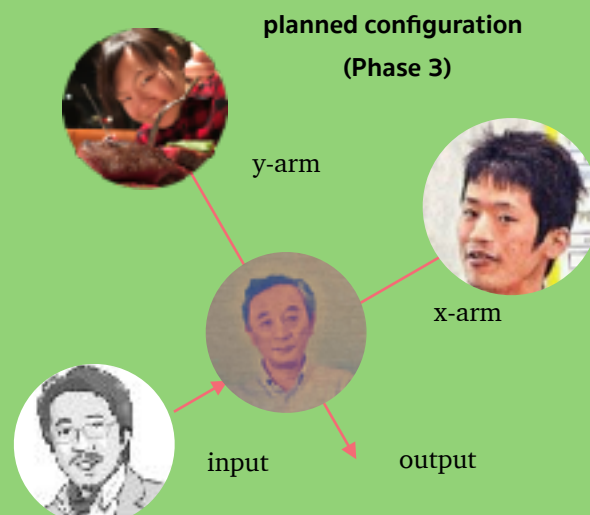 planned configuration
(Phase 3)
y-arm
x-arm
input
output